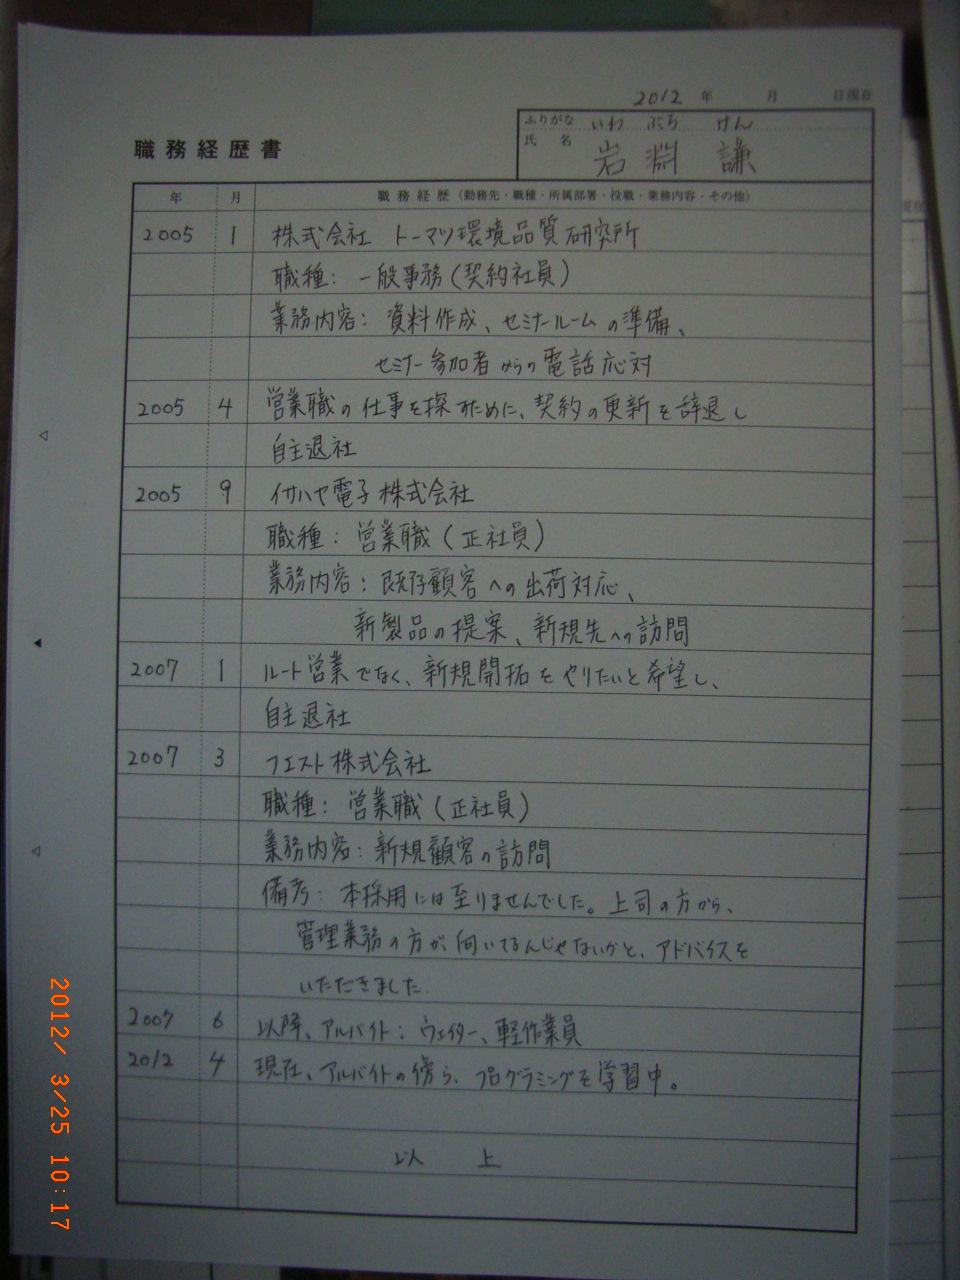 2012 年 月 日現在
職務経歴書
ふりがな いわ ぶち けん
氏 名 岩淵 謙
年 月 職務経歴(勤務先・職種・所属部署・役職・業務内容・その他)
2005 1 株式会社 トーマツ環境品質研究所
職種: 一般事務(契約社員)
業務内容: 資料作成、セミナールームの準備、
セミナー参加者からの電話応対
2005 4 営業職の仕事を探すために、契約の更新を辞退し
自主退社
2005 9 イサハヤ電子株式会社
職種: 営業職(正社員)
業務内容: 既存顧客への出荷対応、
新製品の提案、新規先への訪問
2007 1 ルート営業でなく、新規開拓をやりたいと希望し、
自主退社
2007 3 フエスト株式会社
職種: 営業職(正社員)
業務内容: 新規顧客の訪問
備考: 本採用には至りませんでした。上司の方から、
管理業務の方が向いてるんじゃないかと、アドバイスを
いただきました.
2007 6 以降、アルバイト: ウェイター、軽作業員
2012 4 現在、アルバイトの傍ら、プログラミングを学習中。
以 上
2012/ 3/25 10:17